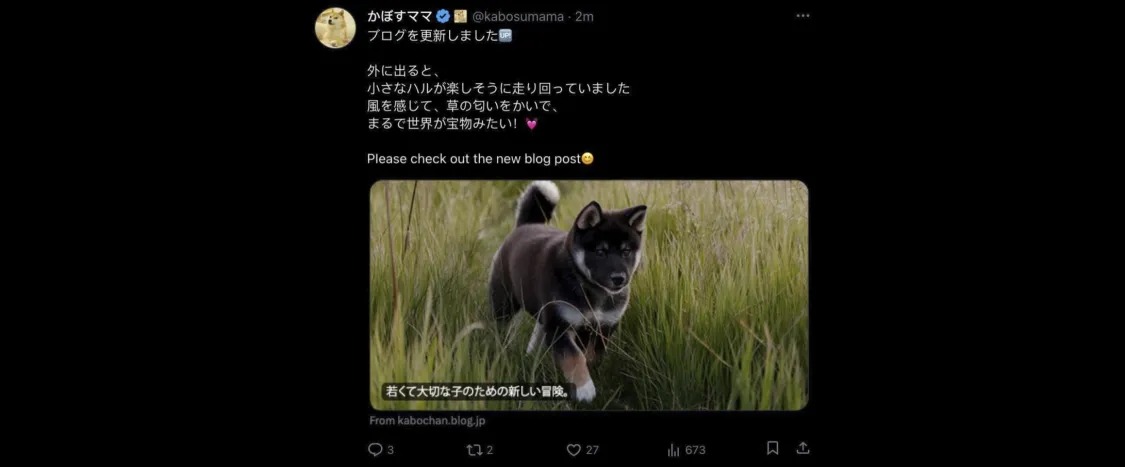 かぼすママ @kabosumama · 2m
ブログを更新しました🆙
外に出ると、
小さなハルが楽しそうに走り回っていました
風を感じて、草の匂いをかいで、
まるで世界が宝物みたい! 💓
Please check out the new blog post😊
若くて大切な子のための新しい冒険。
From kabochan.blog.jp
3 2 27 673